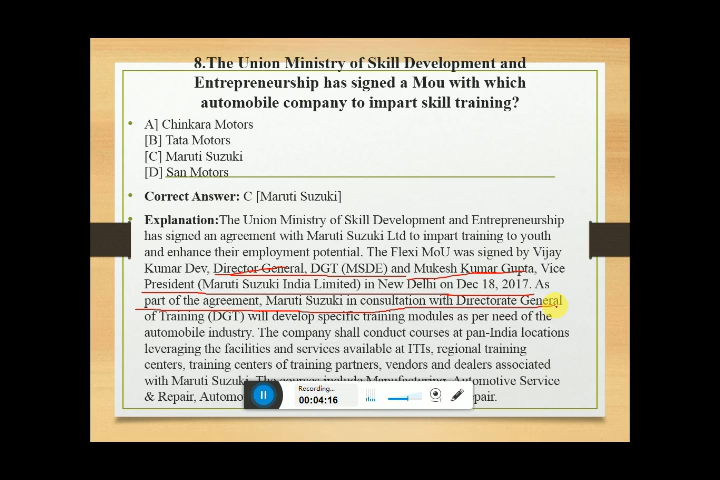 8.The Union Ministry of Skill Development and
Entrepreneurship has signed a Mou with which
automobile company to impart skill training?
A] Chinkara Motors
[B] Tata Motors
[C] Maruti Suzuki
[D] San Motors
Correct Answer: C [Maruti Suzuki]
Explanation:The Union Ministry of Skill Development and Entrepreneurship
has signed an agreement with Maruti Suzuki Ltd to impart training to youth
and enhance their employment potential. The Flexi MoU was signed by Vijay
Kumar Dev, Director General, DGT (MSDE) and Mukesh Kumar Gupta, Vice
President (Maruti Suzuki India Limited) in New Delhi on Dec 18, 2017. As
part of the agreement, Maruti Suzuki in consultation with Directorate General
of Training (DGT) will develop specific training modules as per need of the
automobile industry. The company shall conduct courses at pan-India locations
leveraging the facilities and services available at ITIs, regional training
centers, training centers of training partners, vendors and dealers associated
with Maruti Suzuki. The courses include Manufacturing, Automotive Service
& Repair,
Recording...
00:04:16